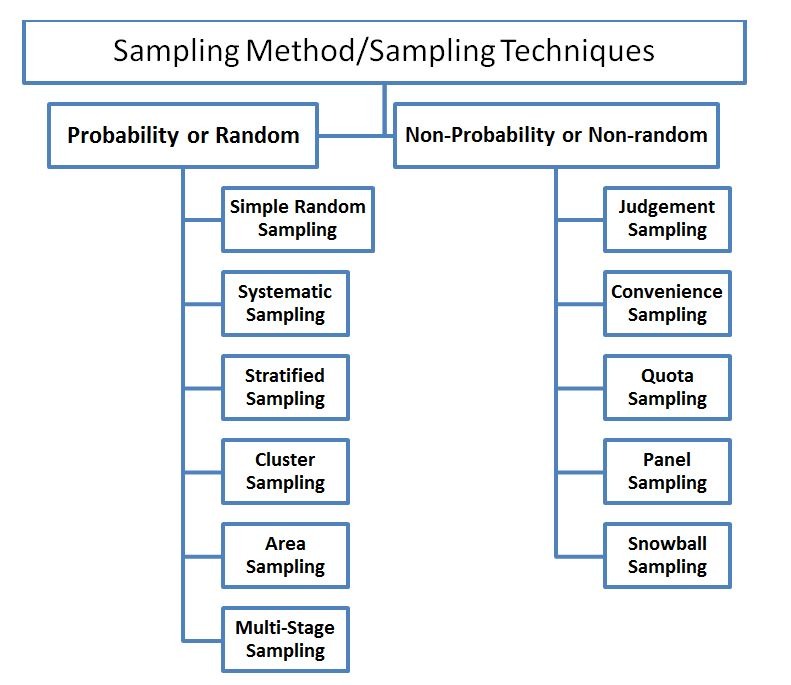 Sampling Method/Sampling Techniques
Probability or Random
Non-Probability or Non-random
Simple Random
Sampling
Systematic
Sampling
Stratified
Sampling
Cluster
Sampling
Area
Sampling
Multi-Stage
Sampling
Judgement
Sampling
Convenience
Sampling
Quota
Sampling
Panel
Sampling
Snowball
Sampling